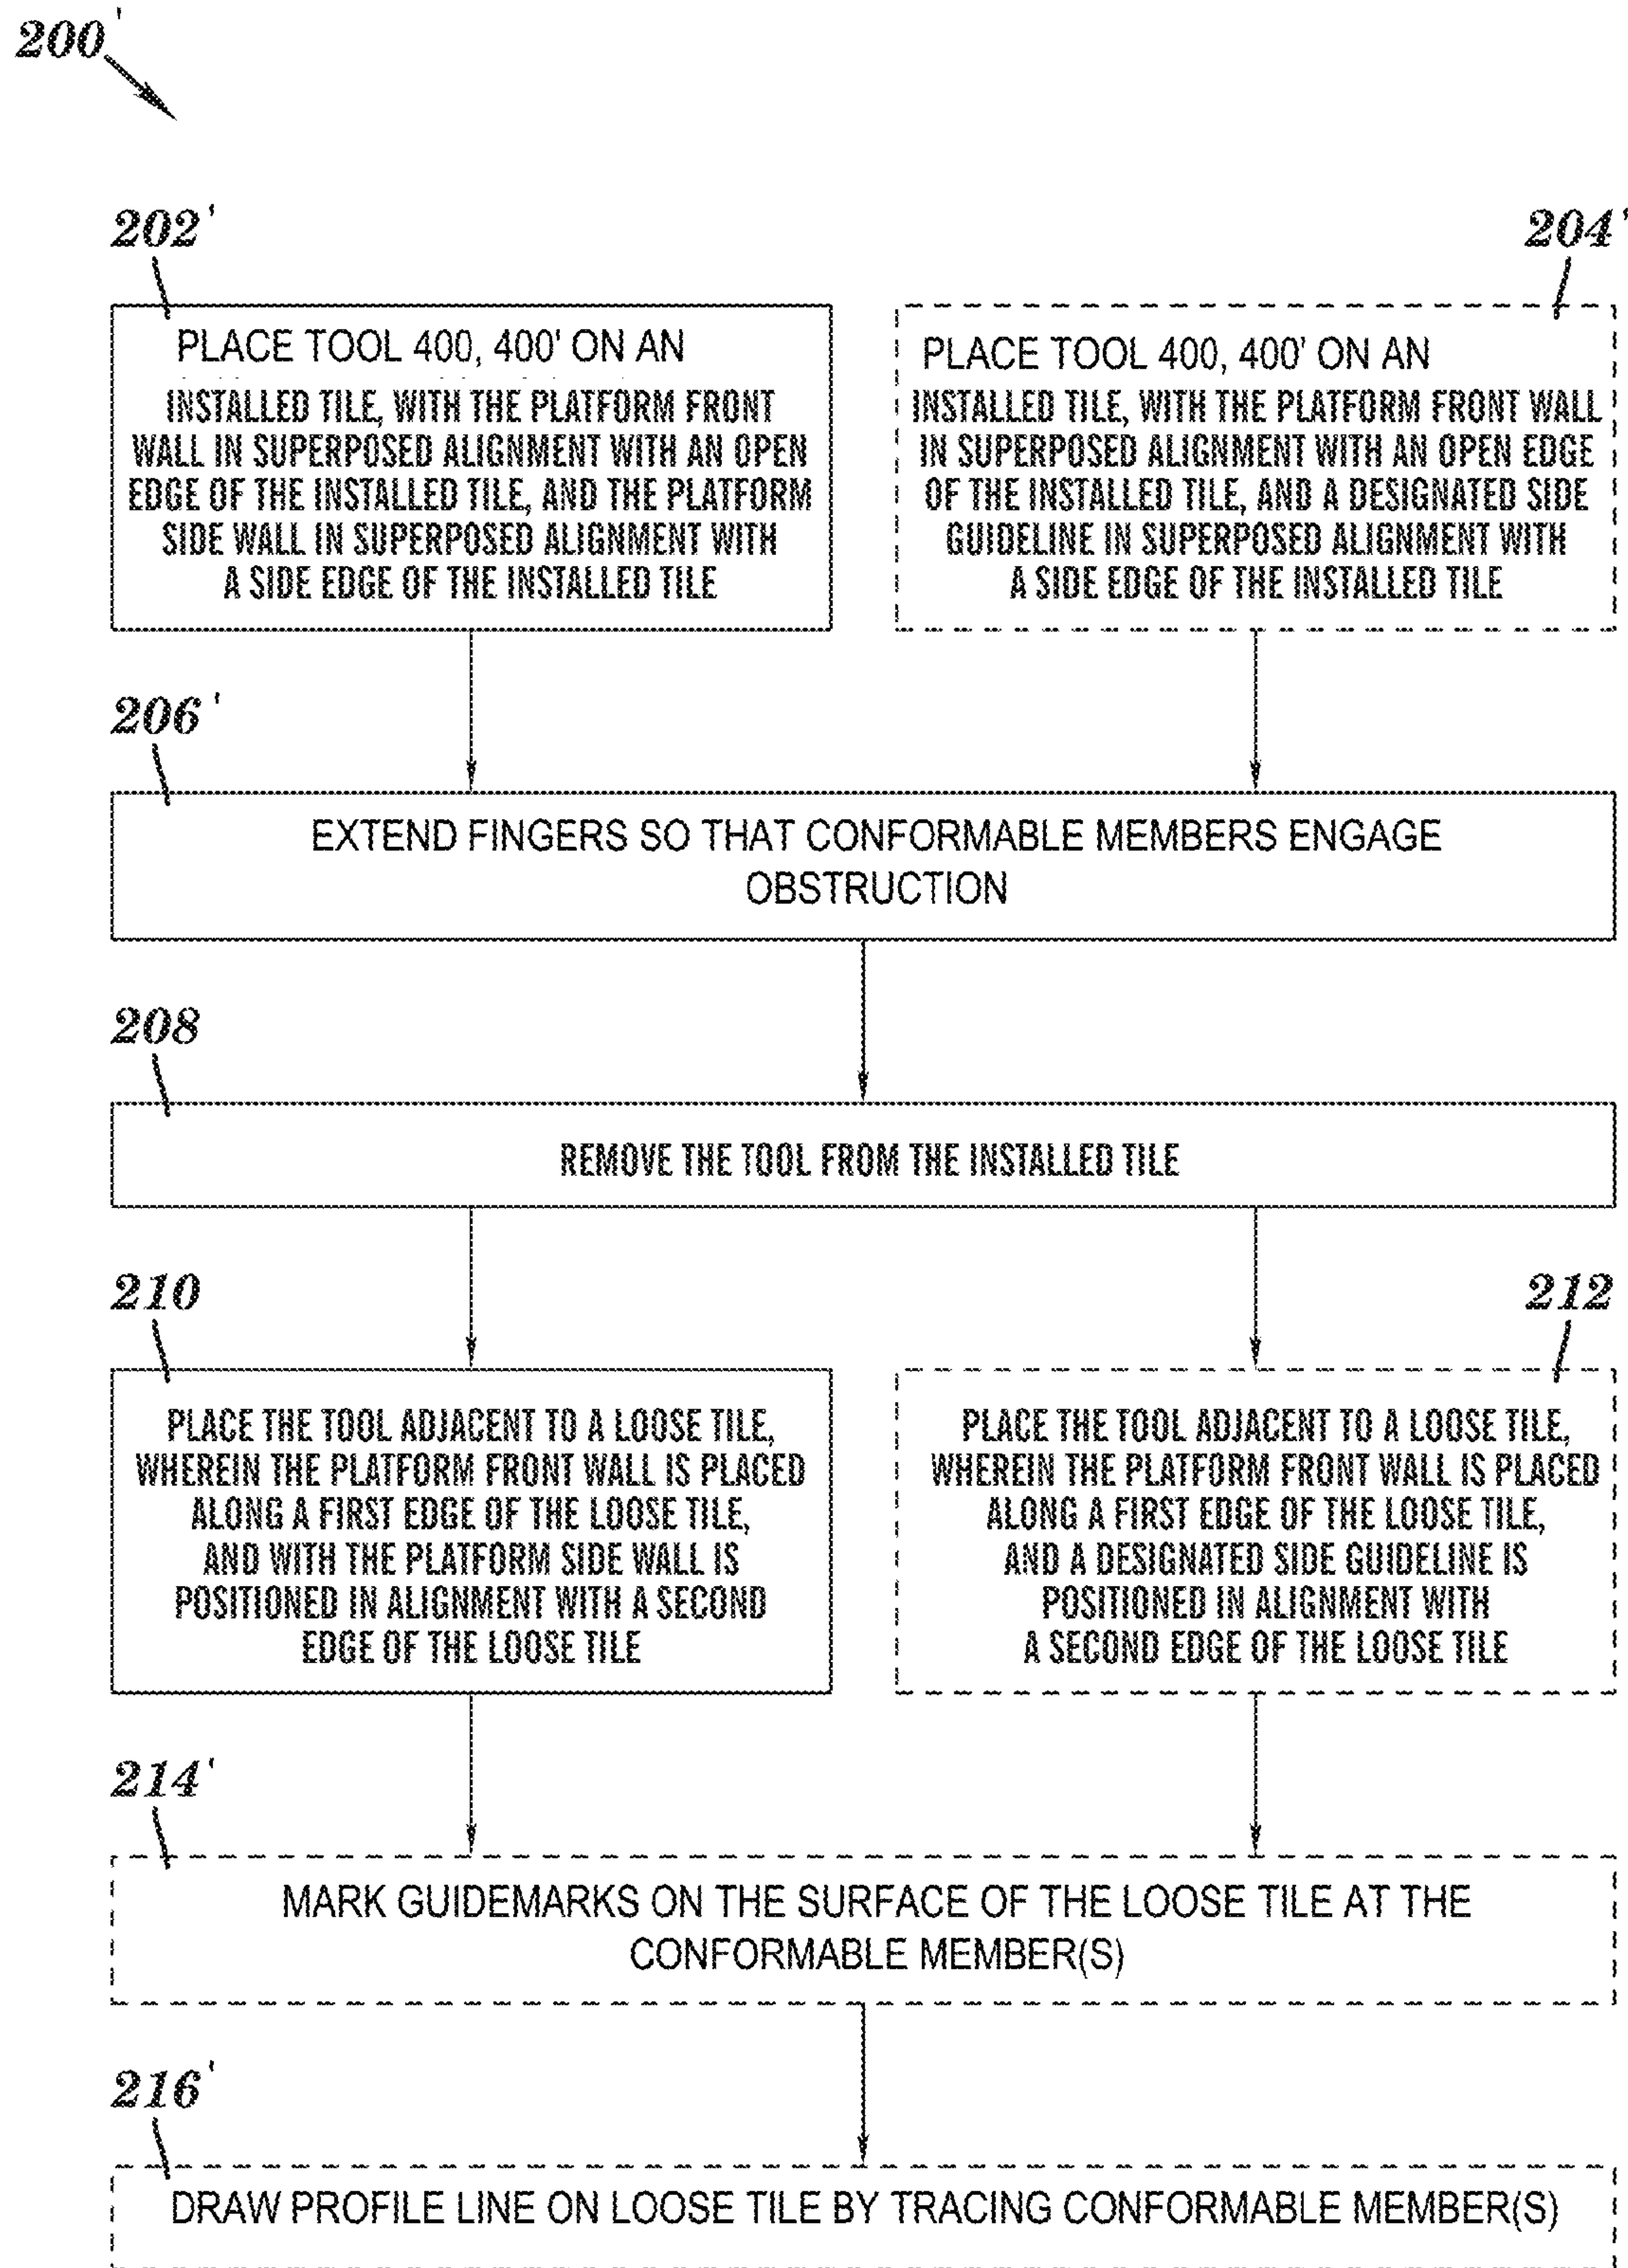 200'
202'
PLACE TOOL 400, 400' ON AN
INSTALLED TILE, WITH THE PLATFORM FRONT
WALL IN SUPERPOSED ALIGNMENT WITH AN OPEN
EDGE OF THE INSTALLED TILE, AND THE PLATFORM
SIDE WALL IN SUPERPOSED ALIGNMENT WITH
A SIDE EDGE OF THE INSTALLED TILE
204'
PLACE TOOL 400, 400' ON AN
INSTALLED TILE, WITH THE PLATFORM FRONT WALL
IN SUPERPOSED ALIGNMENT WITH AN OPEN EDGE
OF THE INSTALLED TILE, AND A DESIGNATED SIDE
GUIDELINE IN SUPERPOSED ALIGNMENT WITH
A SIDE EDGE OF THE INSTALLED TILE
206'
EXTEND FINGERS SO THAT CONFORMABLE MEMBERS ENGAGE
OBSTRUCTION
208
REMOVE THE TOOL FROM THE INSTALLED TILE
210
PLACE THE TOOL ADJACENT TO A LOOSE TILE,
WHEREIN THE PLATFORM FRONT WALL IS PLACED
ALONG A FIRST EDGE OF THE LOOSE TILE,
AND WITH THE PLATFORM SIDE WALL IS
POSITIONED IN ALIGNMENT WITH A SECOND
EDGE OF THE LOOSE TILE
212
PLACE THE TOOL ADJACENT TO A LOOSE TILE,
WHEREIN THE PLATFORM FRONT WALL IS PLACED
ALONG A FIRST EDGE OF THE LOOSE TILE,
AND A DESIGNATED SIDE GUIDELINE IS
POSITIONED IN ALIGNMENT WITH
A SECOND EDGE OF THE LOOSE TILE
214'
MARK GUIDEMARKS ON THE SURFACE OF THE LOOSE TILE AT THE
CONFORMABLE MEMBER(S)
216'
DRAW PROFILE LINE ON LOOSE TILE BY TRACING CONFORMABLE MEMBER(S)